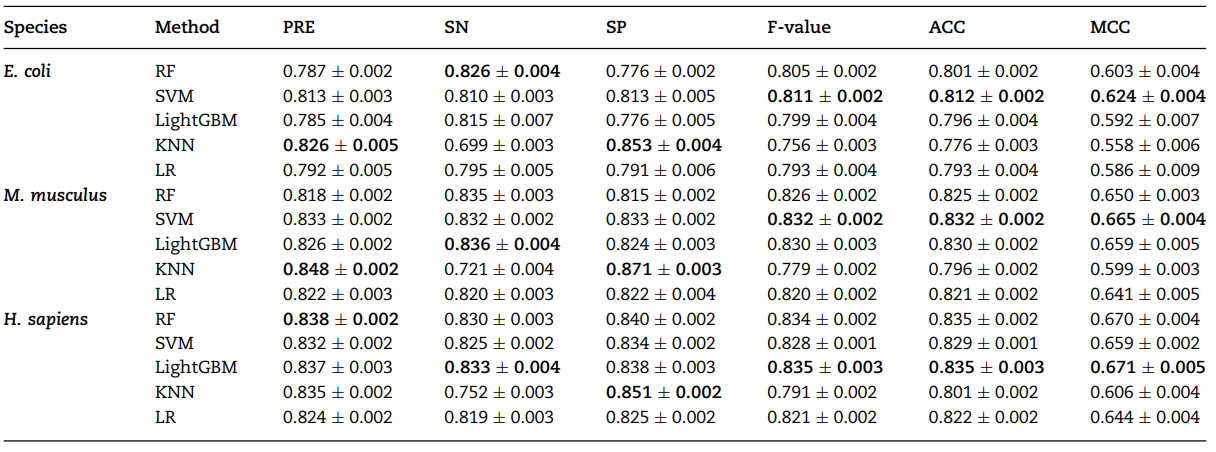 Species Method PRE SN SP F-value ACC MCC
E. coli RF 0.787 ± 0.002 0.826 ± 0.004 0.776 ± 0.002 0.805 ± 0.002 0.801 ± 0.002 0.603 ± 0.004
SVM 0.813 ± 0.003 0.810 ± 0.003 0.813 ± 0.005 0.811 ± 0.002 0.812 ± 0.002 0.624 ± 0.004
LightGBM 0.785 ± 0.004 0.815 ± 0.007 0.776 ± 0.005 0.799 ± 0.004 0.796 ± 0.004 0.592 ± 0.007
KNN 0.826 ± 0.005 0.699 ± 0.003 0.853 ± 0.004 0.756 ± 0.003 0.776 ± 0.003 0.558 ± 0.006
LR 0.792 ± 0.005 0.795 ± 0.005 0.791 ± 0.006 0.793 ± 0.004 0.793 ± 0.004 0.586 ± 0.009
M. musculus RF 0.818 ± 0.002 0.835 ± 0.003 0.815 ± 0.002 0.826 ± 0.002 0.825 ± 0.002 0.650 ± 0.003
SVM 0.833 ± 0.002 0.832 ± 0.002 0.833 ± 0.002 0.832 ± 0.002 0.832 ± 0.002 0.665 ± 0.004
LightGBM 0.826 ± 0.002 0.836 ± 0.004 0.824 ± 0.003 0.830 ± 0.003 0.830 ± 0.002 0.659 ± 0.005
KNN 0.848 ± 0.002 0.721 ± 0.004 0.871 ± 0.003 0.779 ± 0.002 0.796 ± 0.002 0.599 ± 0.003
LR 0.822 ± 0.003 0.820 ± 0.003 0.822 ± 0.004 0.820 ± 0.002 0.821 ± 0.002 0.641 ± 0.005
H. sapiens RF 0.838 ± 0.002 0.830 ± 0.003 0.840 ± 0.002 0.834 ± 0.002 0.835 ± 0.002 0.670 ± 0.004
SVM 0.832 ± 0.002 0.825 ± 0.002 0.834 ± 0.002 0.828 ± 0.001 0.829 ± 0.001 0.659 ± 0.002
LightGBM 0.837 ± 0.003 0.833 ± 0.004 0.838 ± 0.003 0.835 ± 0.003 0.835 ± 0.003 0.671 ± 0.005
KNN 0.835 ± 0.002 0.752 ± 0.003 0.851 ± 0.002 0.791 ± 0.002 0.801 ± 0.002 0.606 ± 0.004
LR 0.824 ± 0.002 0.819 ± 0.003 0.825 ± 0.002 0.821 ± 0.002 0.822 ± 0.002 0.644 ± 0.004